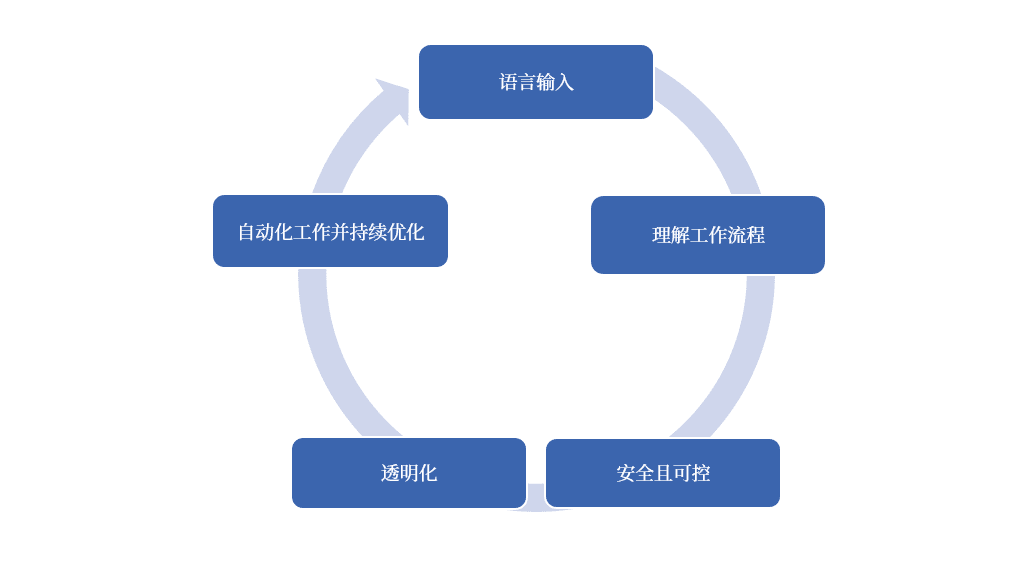 语言输入
理解工作流程
安全且可控
透明化
自动化工作并持续优化